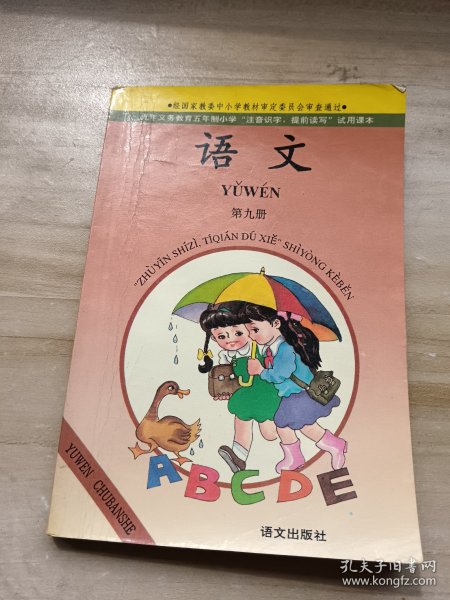 ●经国家教委中小学教材审定委员会审查通过●
九年义务教育五年制小学“注音识字，提前读写”试用课本
语文
YǓWÉN
第九册
"ZHÙYĪN SHÍZÌ, TÍQIÁN DÚ XIĚ" SHÌYÒNG KÈBĚN
ABCDE
YUWEN CHUBANSHE
语文出版社
孔夫子旧书网
www.kongfz.com